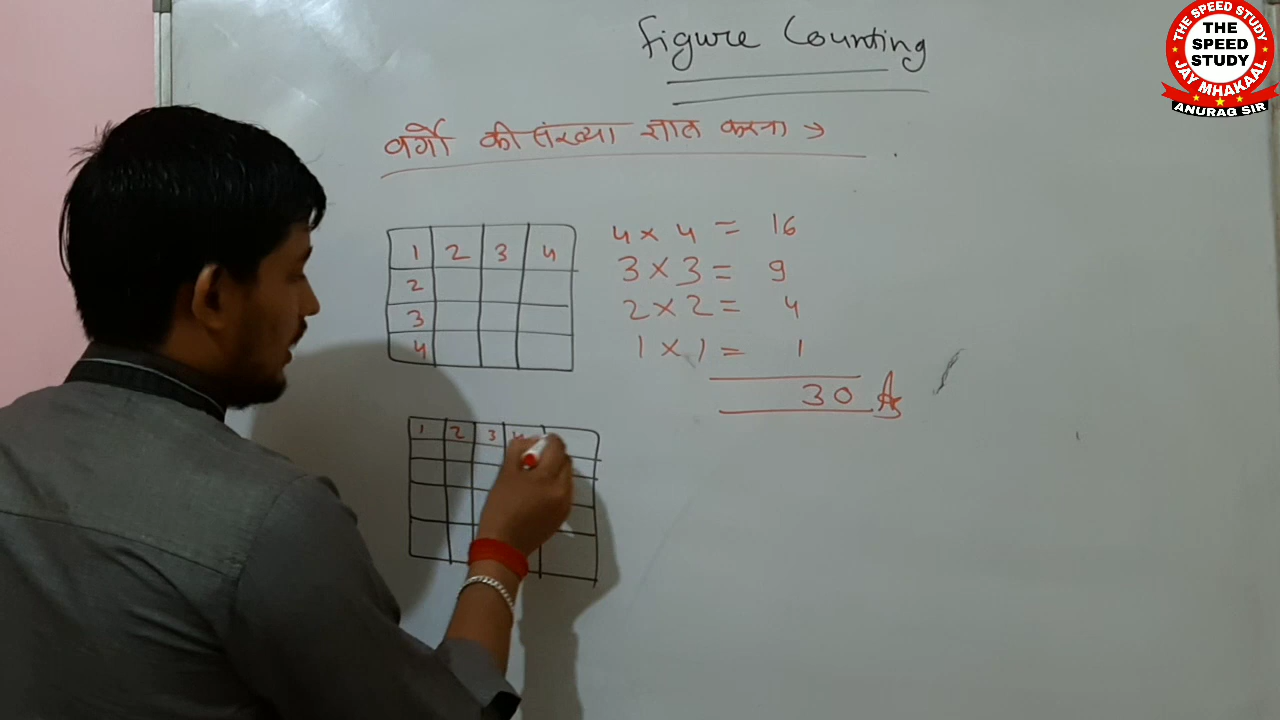 Figure Counting
THE SPEED STUDY
THE
SPEED
STUDY
JAY MHAKAAL
ANURAG SIR
वर्गो की संख्या ज्ञात करना →
1 2 3 4
2
3
4
4 × 4 = 16
3 × 3 = 9
2 × 2 = 4
1 × 1 = 1
30 As
1 2 3